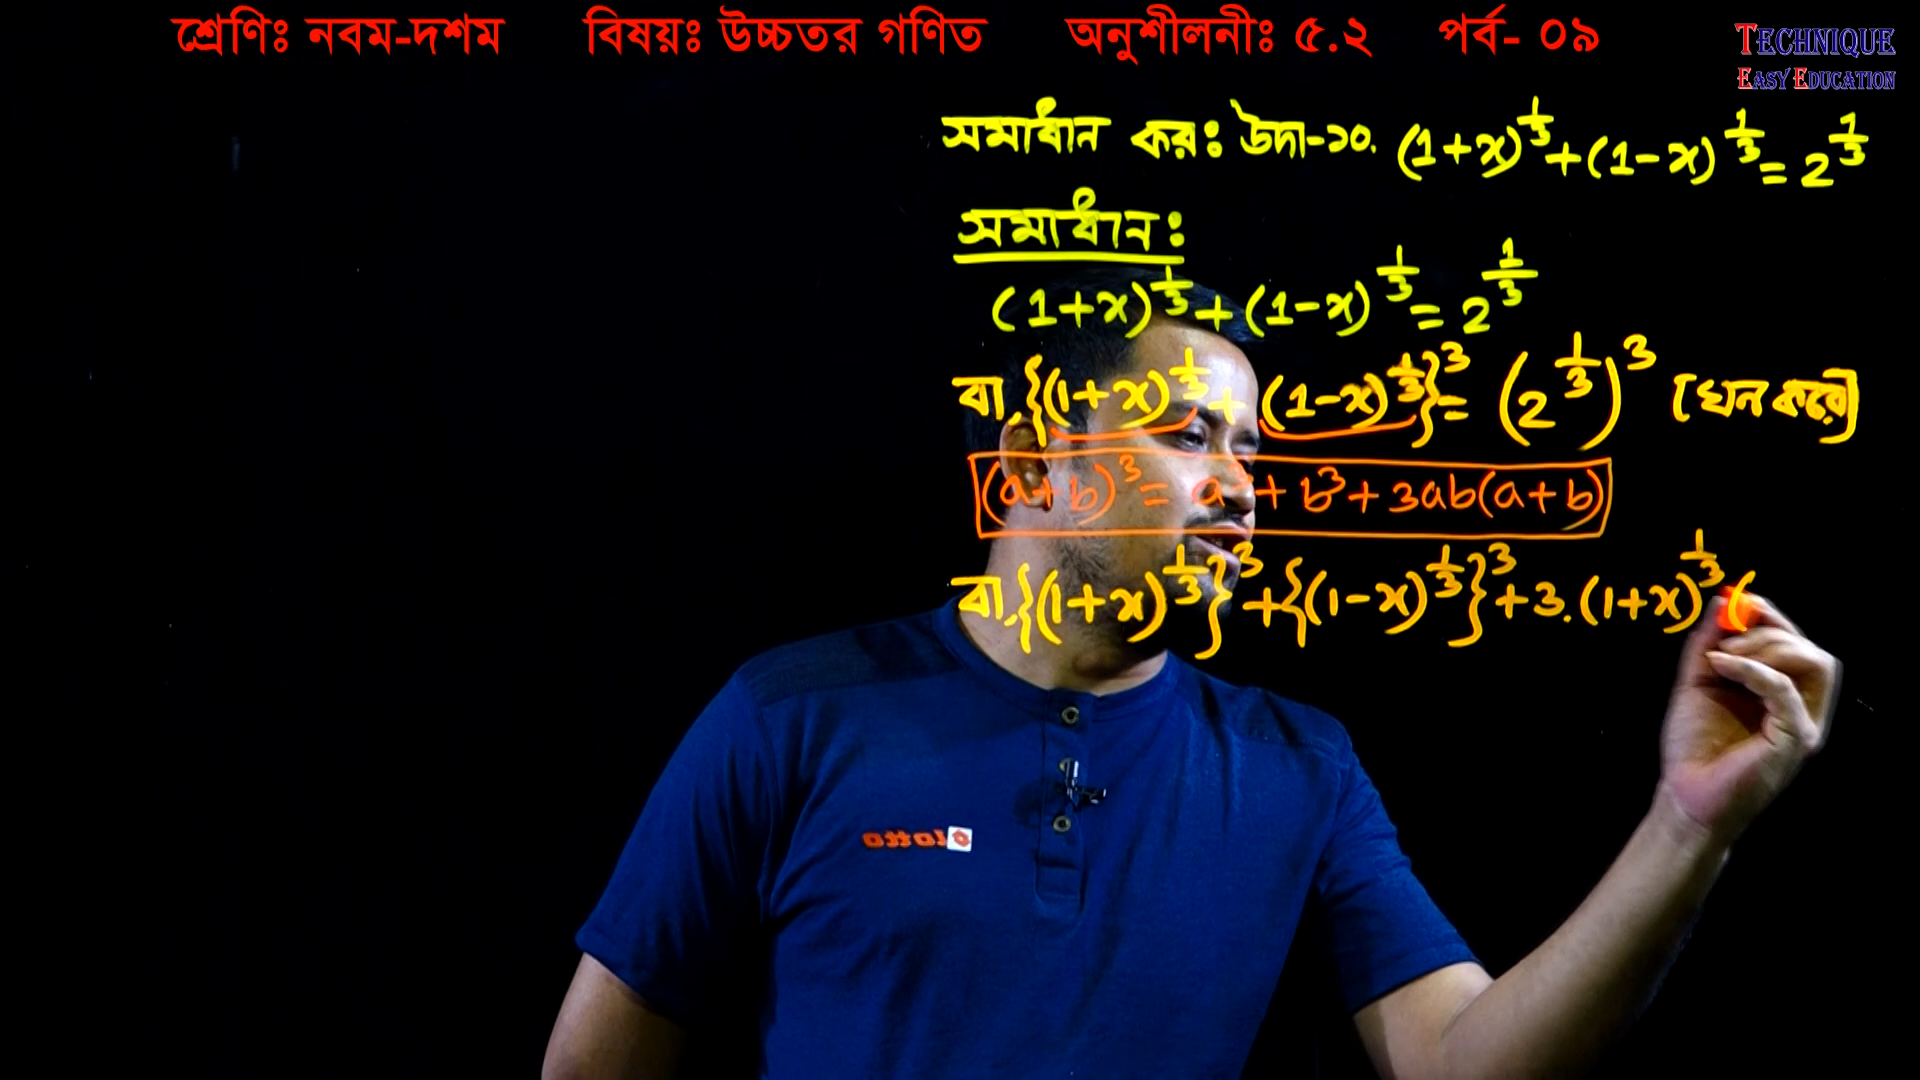 শ্রেণিঃ নবম-দশম বিষয়ঃ উচ্চতর গণিত অনুশীলনীঃ ৫.২ পর্ব- ০৯
TECHNIQUE
EASY EDUCATION
সমাধান করঃ উদা-১০. (1+x)^{1/3}+(1-x)^{1/3}=2^{1/3}
সমাধানঃ
(1+x)^{1/3}+(1-x)^{1/3}=2^{1/3}
বা,{(1+x)^{1/3}+(1-x)^{1/3}}^3=(2^{1/3})^3 [ঘন করে]
(a+b)^3=a^3+b^3+3ab(a+b)
বা,{(1+x)^{1/3}}^3+{(1-x)^{1/3}}^3+3.(1+x)^{1/3}(
lotto